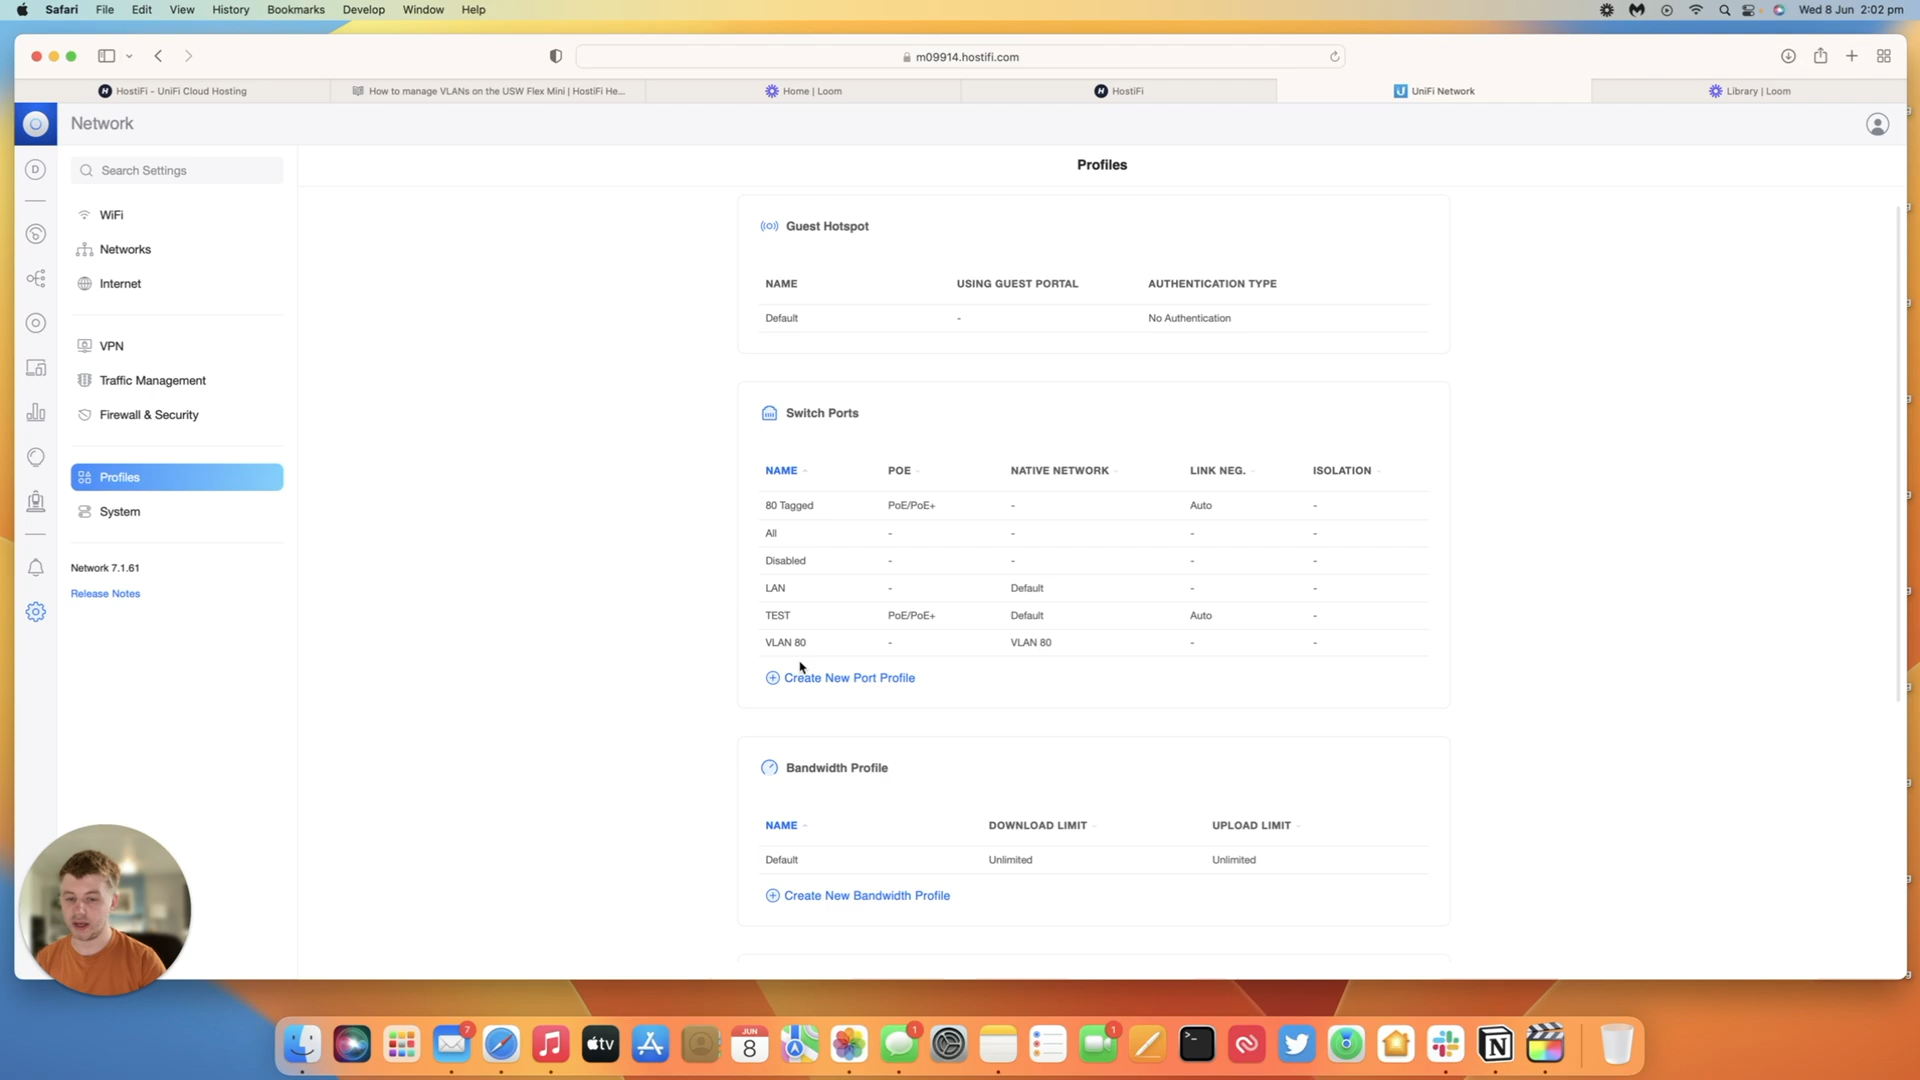 Safari File Edit View History Bookmarks Develop Window Help Wed 8 Jun 2:02 pm
m09914.hostifi.com
HostiFi - UniFi Cloud Hosting
How to manage VLANs on the USW Flex Mini | HostiFi He...
Home | Loom
HostiFi
UniFi Network
Library | Loom
Network
D
Search Settings
WiFi
Networks
Internet
VPN
Traffic Management
Firewall & Security
Profiles
System
Network 7.1.61
Release Notes
Profiles
Guest Hotspot
NAME USING GUEST PORTAL AUTHENTICATION TYPE
Default - No Authentication
Switch Ports
NAME POE NATIVE NETWORK LINK NEG. ISOLATION
80 Tagged PoE/PoE+ - Auto -
All - - - -
Disabled - - - -
LAN - Default - -
TEST PoE/PoE+ Default Auto -
VLAN 80 - VLAN 80 - -
Create New Port Profile
Bandwidth Profile
NAME DOWNLOAD LIMIT UPLOAD LIMIT
Default Unlimited Unlimited
Create New Bandwidth Profile
7
tv
JUN
8
1
1